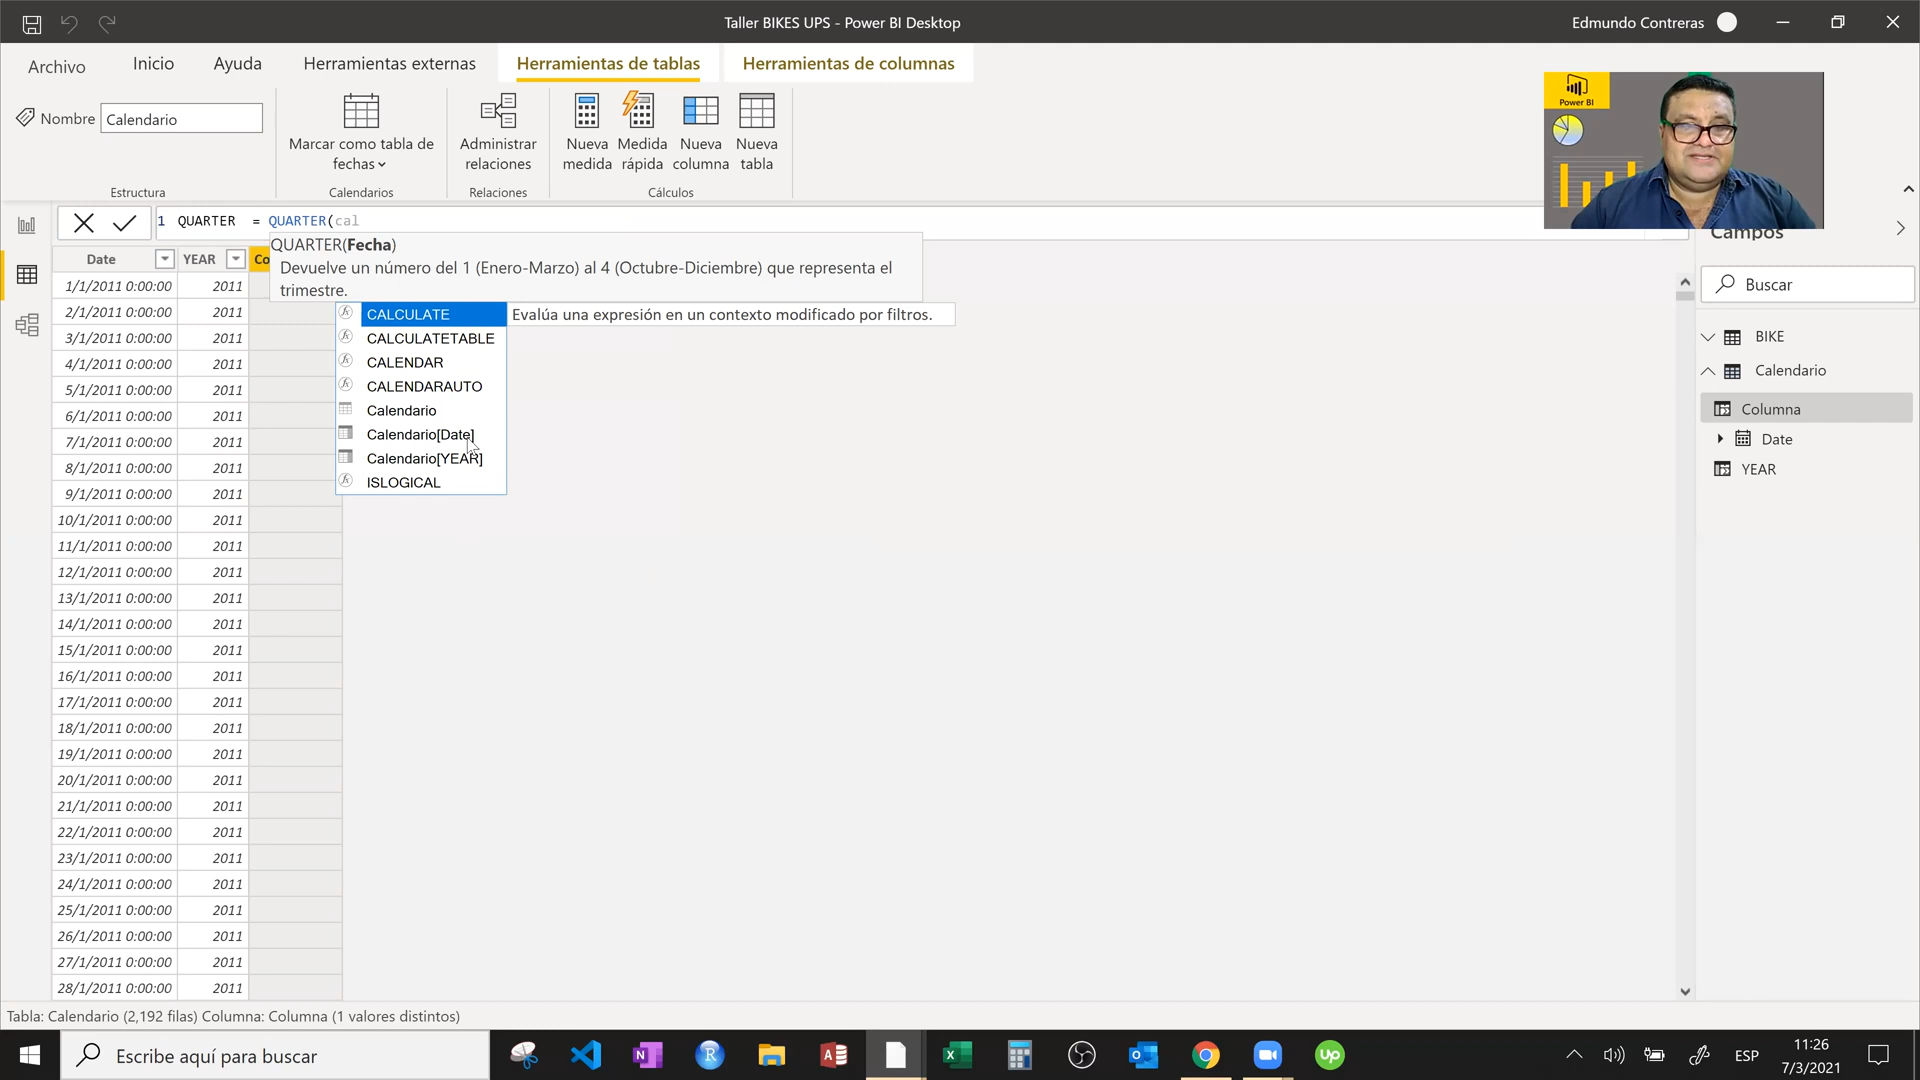 Taller BIKES UPS - Power BI Desktop
Edmundo Contreras
Archivo
Inicio
Ayuda
Herramientas externas
Herramientas de tablas
Herramientas de columnas
Nombre
Calendario
Marcar como tabla de
fechas
Administrar
relaciones
Nueva
medida
Medida
rápida
Nueva
columna
Nueva
tabla
Estructura
Calendarios
Relaciones
Cálculos
Power BI
1 QUARTER = QUARTER(cal
QUARTER(Fecha)
Devuelve un número del 1 (Enero-Marzo) al 4 (Octubre-Diciembre) que representa el
trimestre.
CALCULATE
Evalúa una expresión en un contexto modificado por filtros.
CALCULATETABLE
CALENDAR
CALENDARAUTO
Calendario
Calendario[Date]
Calendario[YEAR]
ISLOGICAL
Date YEAR Co
1/1/2011 0:00:00 2011
2/1/2011 0:00:00 2011
3/1/2011 0:00:00 2011
4/1/2011 0:00:00 2011
5/1/2011 0:00:00 2011
6/1/2011 0:00:00 2011
7/1/2011 0:00:00 2011
8/1/2011 0:00:00 2011
9/1/2011 0:00:00 2011
10/1/2011 0:00:00 2011
11/1/2011 0:00:00 2011
12/1/2011 0:00:00 2011
13/1/2011 0:00:00 2011
14/1/2011 0:00:00 2011
15/1/2011 0:00:00 2011
16/1/2011 0:00:00 2011
17/1/2011 0:00:00 2011
18/1/2011 0:00:00 2011
19/1/2011 0:00:00 2011
20/1/2011 0:00:00 2011
21/1/2011 0:00:00 2011
22/1/2011 0:00:00 2011
23/1/2011 0:00:00 2011
24/1/2011 0:00:00 2011
25/1/2011 0:00:00 2011
26/1/2011 0:00:00 2011
27/1/2011 0:00:00 2011
28/1/2011 0:00:00 2011
Campos
Buscar
BIKE
Calendario
Columna
Date
YEAR
Tabla: Calendario (2,192 filas) Columna: Columna (1 valores distintos)
Escribe aquí para buscar
ESP
11:26
7/3/2021